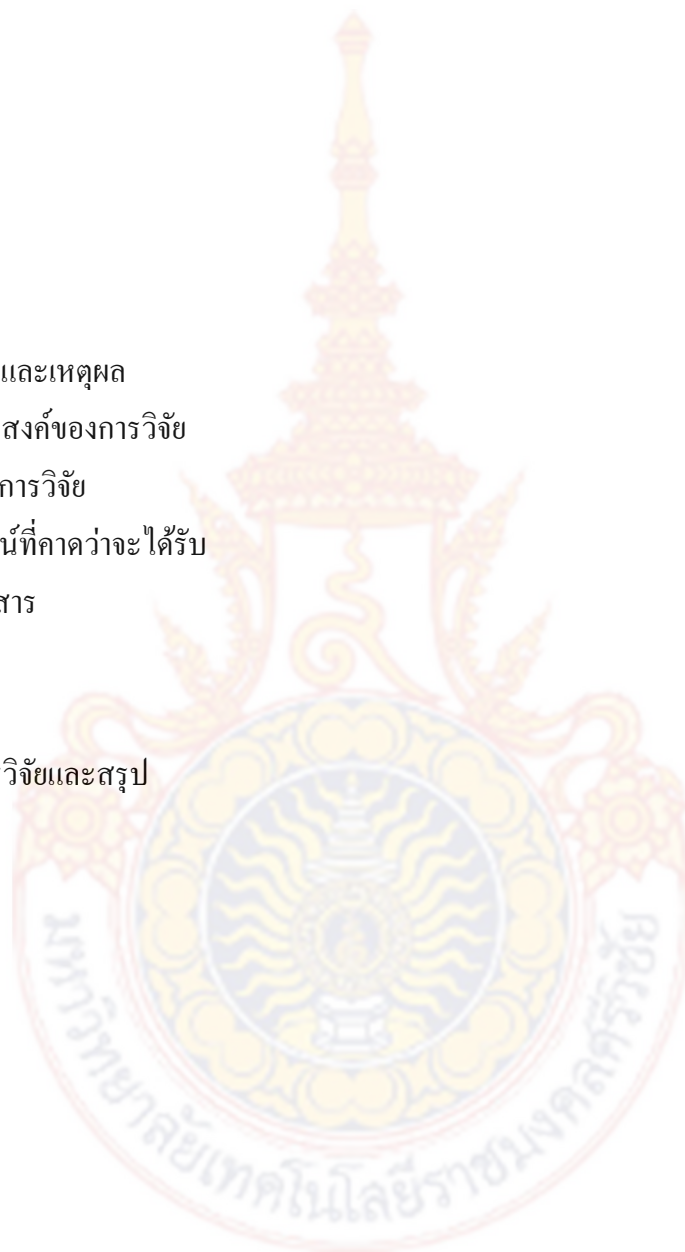 และเหตุผล
สงค์ของการวิจัย
การวิจัย
น์ที่คาดว่าจะได้รับ
สาร
วิจัยและสรุป
มหาวิทยาลัยเทคโนโลยีราชมงคลศรีวิชัย